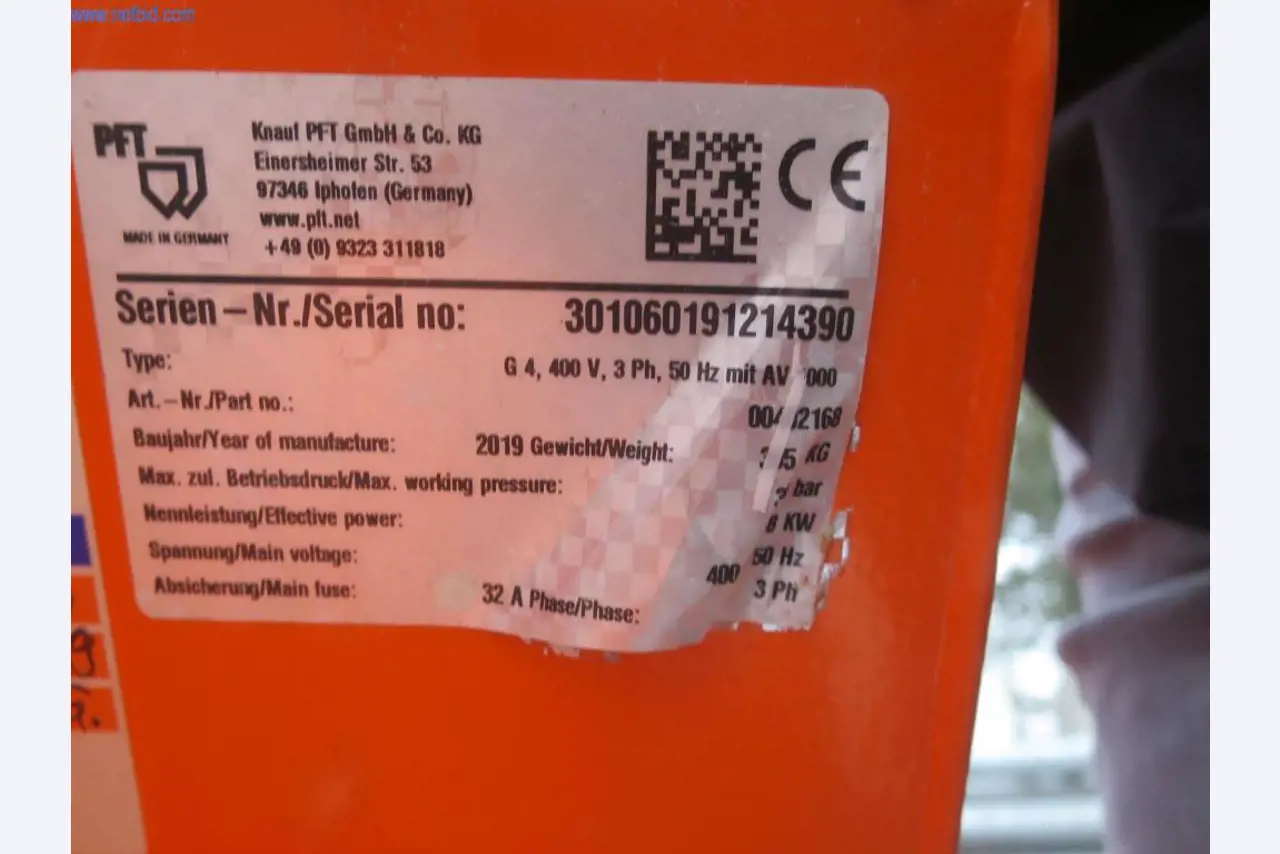 www.netbid.com
PFT
MADE IN GERMANY
Knauf PFT GmbH & Co. KG
Einersheimer Str. 53
97346 Iphofen (Germany)
www.pft.net
+49 (0) 9323 311818
CE
Serien-Nr./Serial no: 301060191214390
Type: G 4, 400 V, 3 Ph, 50 Hz mit AV
Art.-Nr./Part no.:
Baujahr/Year of manufacture: 2019 Gewicht/Weight: KG
Max. zul. Betriebsdruck/Max. working pressure: bar
Nennleistung/Effective power: 8 KW
Spannung/Main voltage: 400 50 Hz
Absicherung/Main fuse: 32 A Phase/Phase: 3 Ph